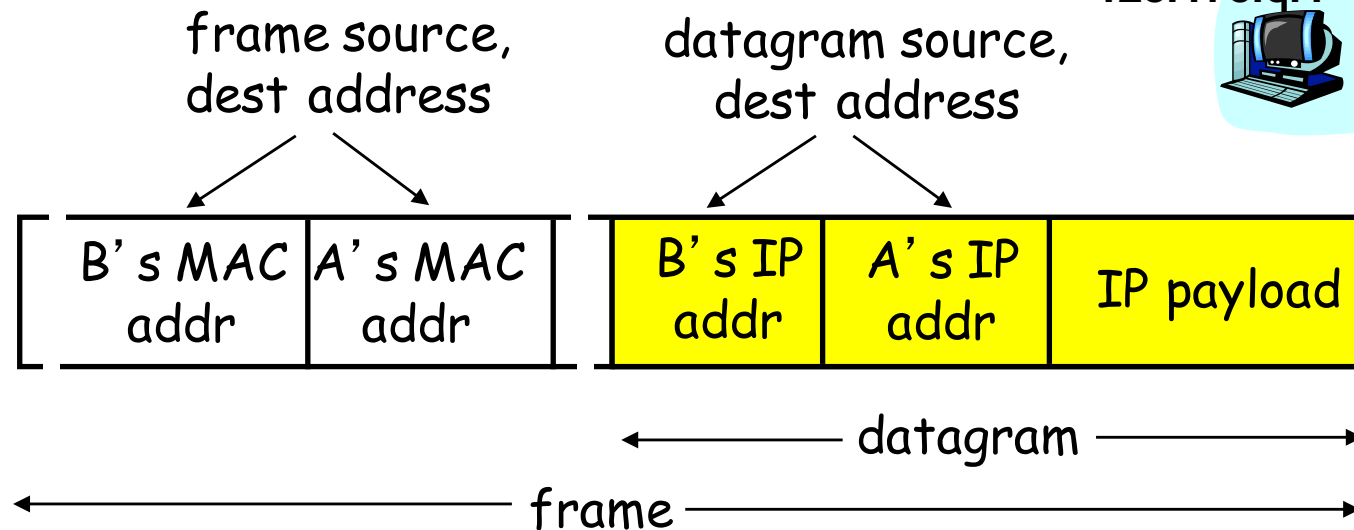 frame source,
dest address
datagram source,
dest address
B’s MAC
addr
A’s MAC
addr
B’s IP
addr
A’s IP
addr
IP payload
datagram
frame